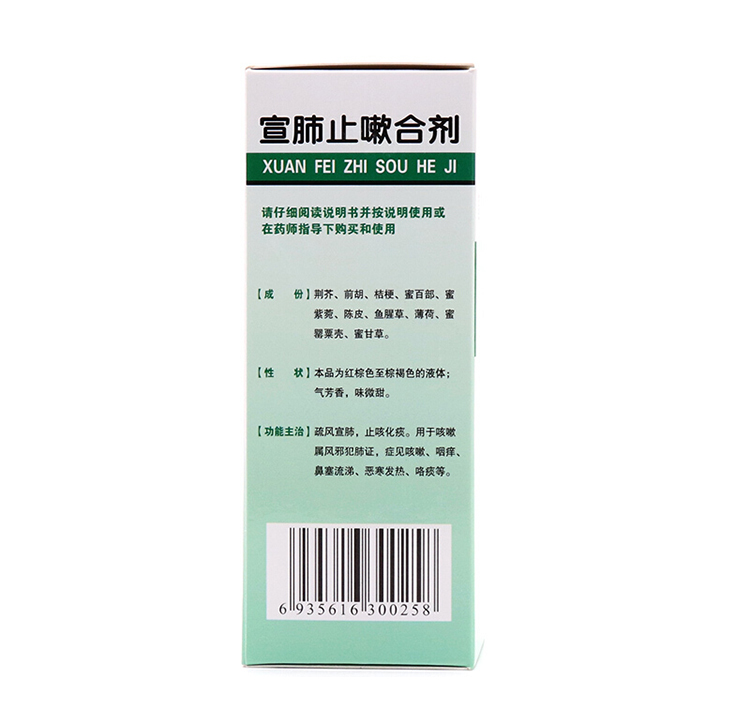 宣肺止嗽合剂
XUAN FEI ZHI SOU HE JI
请仔细阅读说明书并按说明使用或
在药师指导下购买和使用
【成 份】荆芥、前胡、桔梗、蜜百部、蜜
紫菀、陈皮、鱼腥草、薄荷、蜜
罂粟壳、蜜甘草。
【性 状】本品为红棕色至棕褐色的液体；
气芳香，味微甜。
【功能主治】疏风宣肺，止咳化痰。用于咳嗽
属风邪犯肺证，症见咳嗽、咽痒、
鼻塞流涕、恶寒发热、咯痰等。
6 935616 300258